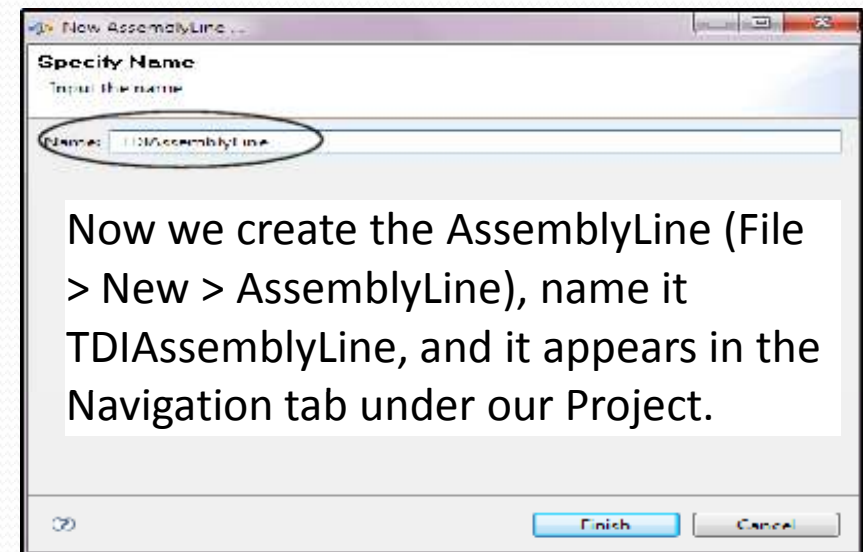 New AssemblyLine ...
Specify Name
Input the name
Name: TDIAssemblyLine
Now we create the AssemblyLine (File
> New > AssemblyLine), name it
TDIAssemblyLine, and it appears in the
Navigation tab under our Project.
Finish Cancel